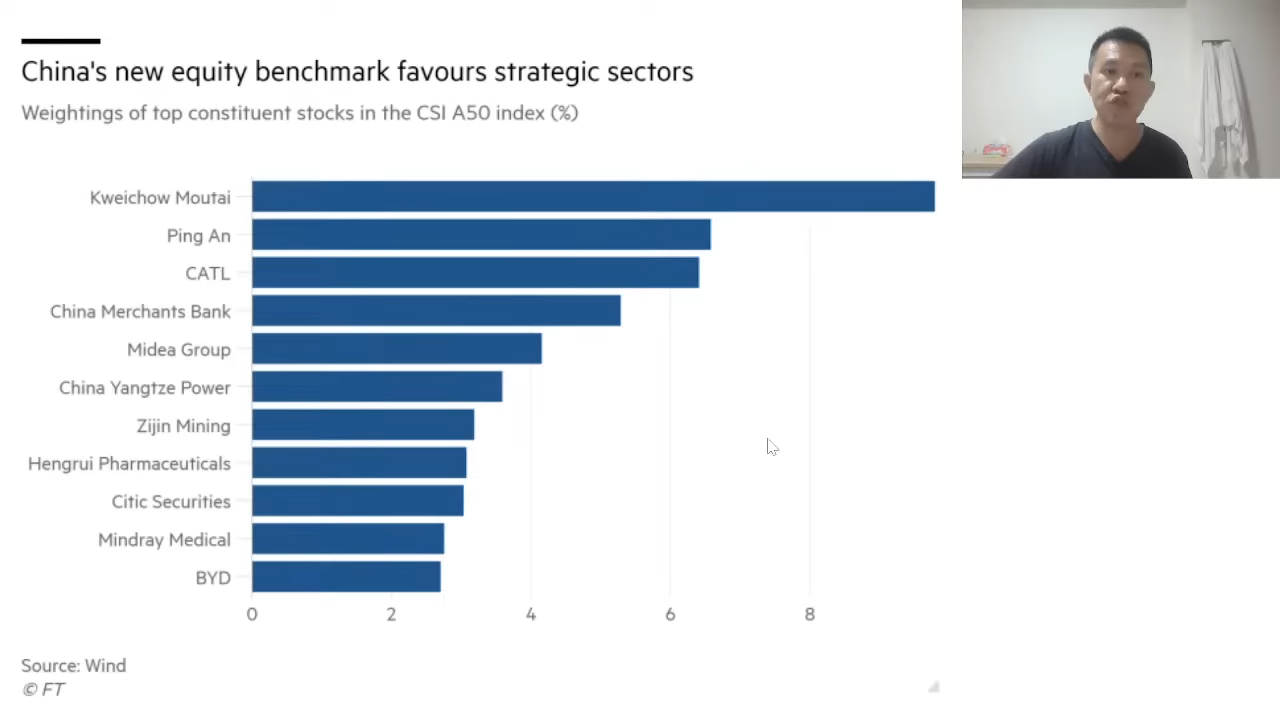 China's new equity benchmark favours strategic sectors
Weightings of top constituent stocks in the CSI A50 index (%)
Kweichow Moutai
Ping An
CATL
China Merchants Bank
Midea Group
China Yangtze Power
Zijin Mining
Hengrui Pharmaceuticals
Citic Securities
Mindray Medical
BYD
0 2 4 6 8
Source: Wind
© FT